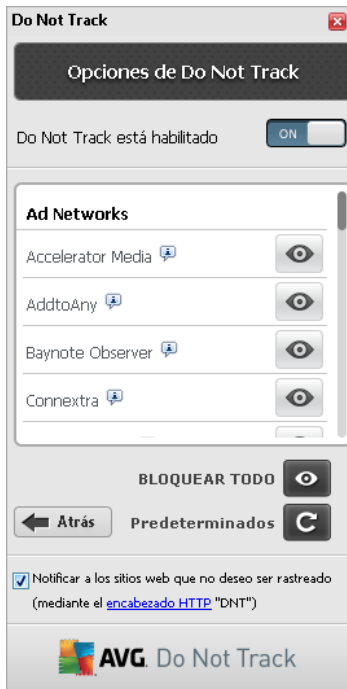 Do Not Track
Opciones de Do Not Track
Do Not Track está habilitado
ON
Ad Networks
Accelerator Media
AddtoAny
Baynote Observer
Connextra
BLOQUEAR TODO
Atrás
Predeterminados
Notificar a los sitios web que no deseo ser rastreado
(mediante el encabezado HTTP "DNT")
AVG. Do Not Track